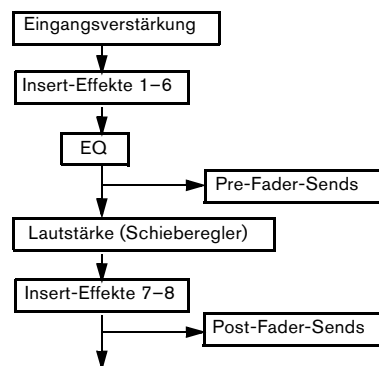 Eingangsverstärkung
Insert-Effekte 1–6
EQ
Pre-Fader-Sends
Lautstärke (Schieberegler)
Insert-Effekte 7–8
Post-Fader-Sends